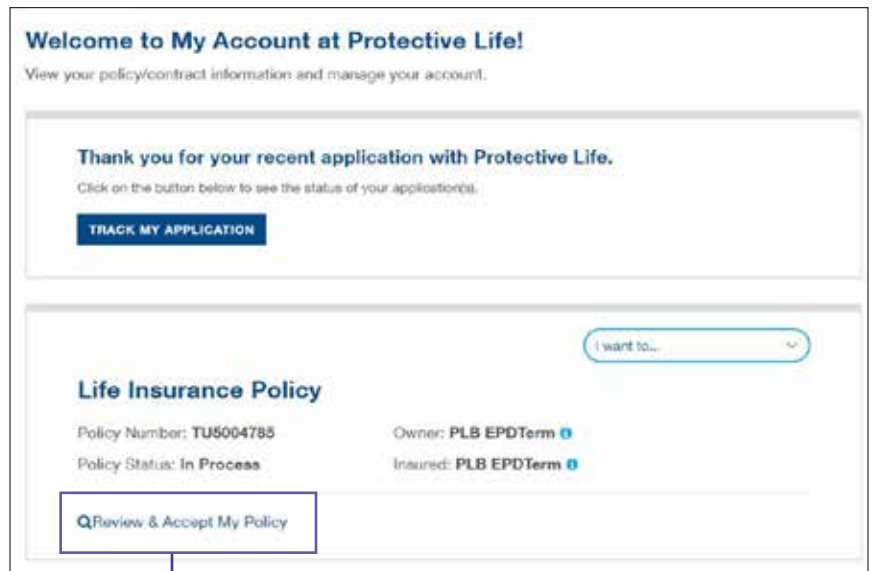 Welcome to My Account at Protective Life!
View your policy/contract information and manage your account.
Thank you for your recent application with Protective Life.
Click on the button below to see the status of your application(s).
TRACK MY APPLICATION
I want to...
Life Insurance Policy
Policy Number: TU5004785 Owner: PLB EPDTerm
Policy Status: In Process Insured: PLB EPDTerm
Review & Accept My Policy